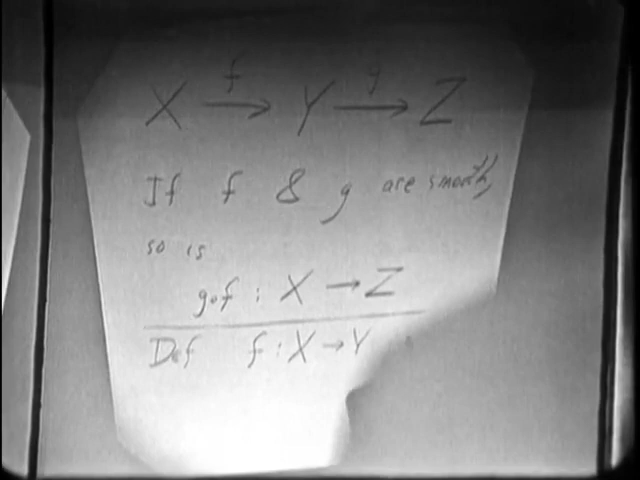 X —f→ Y —g→ Z
If f & g are smooth,
so is
g∘f : X → Z
Def f : X → Y